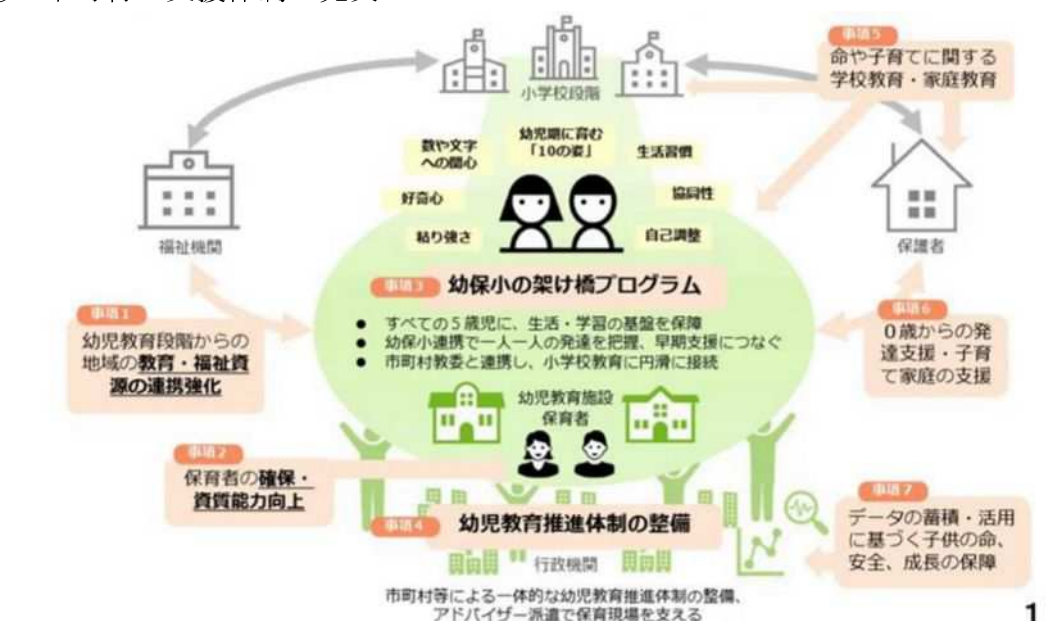 小学校段階
事項5
命や子育てに関する
学校教育・家庭教育
数や文字
への関心
幼児期に育む
「10の姿」
生活習慣
好奇心
協同性
粘り強さ
自己調整
福祉機関
保護者
事項3 幼保小の架け橋プログラム
● すべての5歳児に、生活・学習の基盤を保障
● 幼保小連携で一人一人の発達を把握、早期支援につなぐ
● 市町村教委と連携し、小学校教育に円滑に接続
事項1
幼児教育段階からの
地域の教育・福祉資
源の連携強化
事項6
0歳からの発
達支援・子育
て家庭の支援
幼児教育施設
保育者
事項2
保育者の確保・
資質能力向上
事項4 幼児教育推進体制の整備
行政機関
事項7
データの蓄積・活用
に基づく子供の命、
安全、成長の保障
市町村等による一体的な幼児教育推進体制の整備、
アドバイザー派遣で保育現場を支える
1